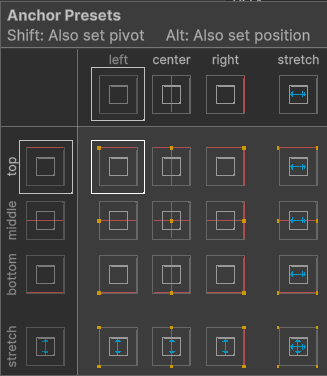 Anchor Presets
Shift: Also set pivot Alt: Also set position
left center right stretch
top
middle
bottom
stretch